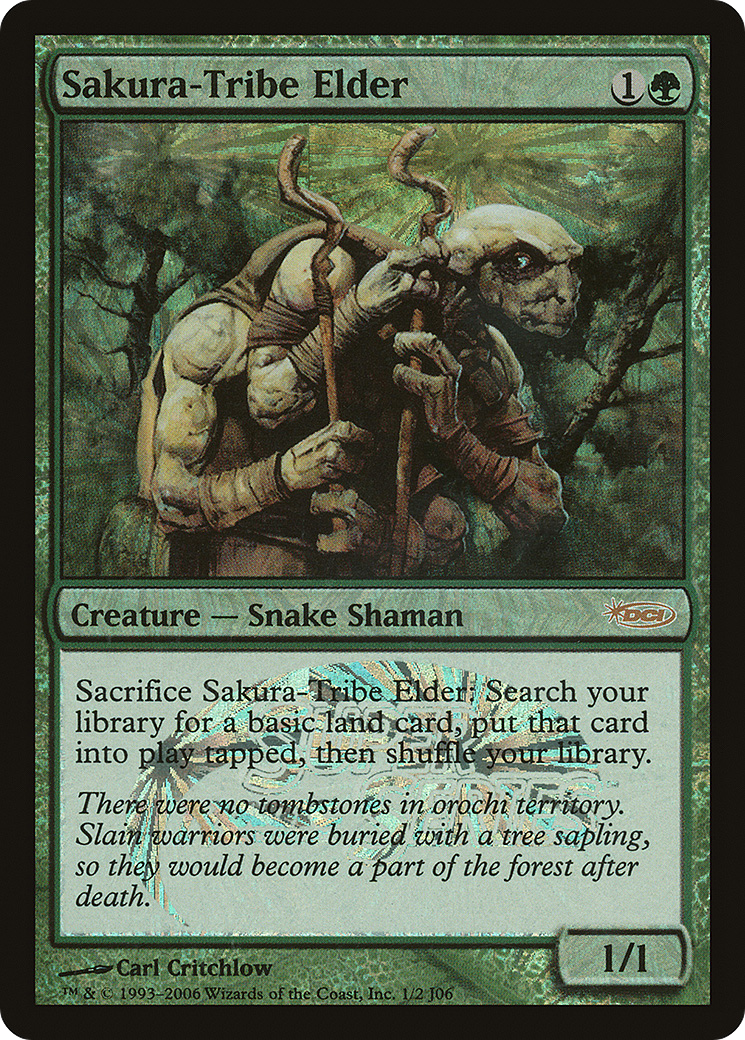 Sakura-Tribe Elder 1
Creature — Snake Shaman
DCI
Sacrifice Sakura-Tribe Elder: Search your
library for a basic land card, put that card
into play tapped, then shuffle your library.
There were no tombstones in orochi territory.
Slain warriors were buried with a tree sapling,
so they would become a part of the forest after
death.
1/1
Carl Critchlow
™ & © 1993–2006 Wizards of the Coast, Inc. 1/2 J06